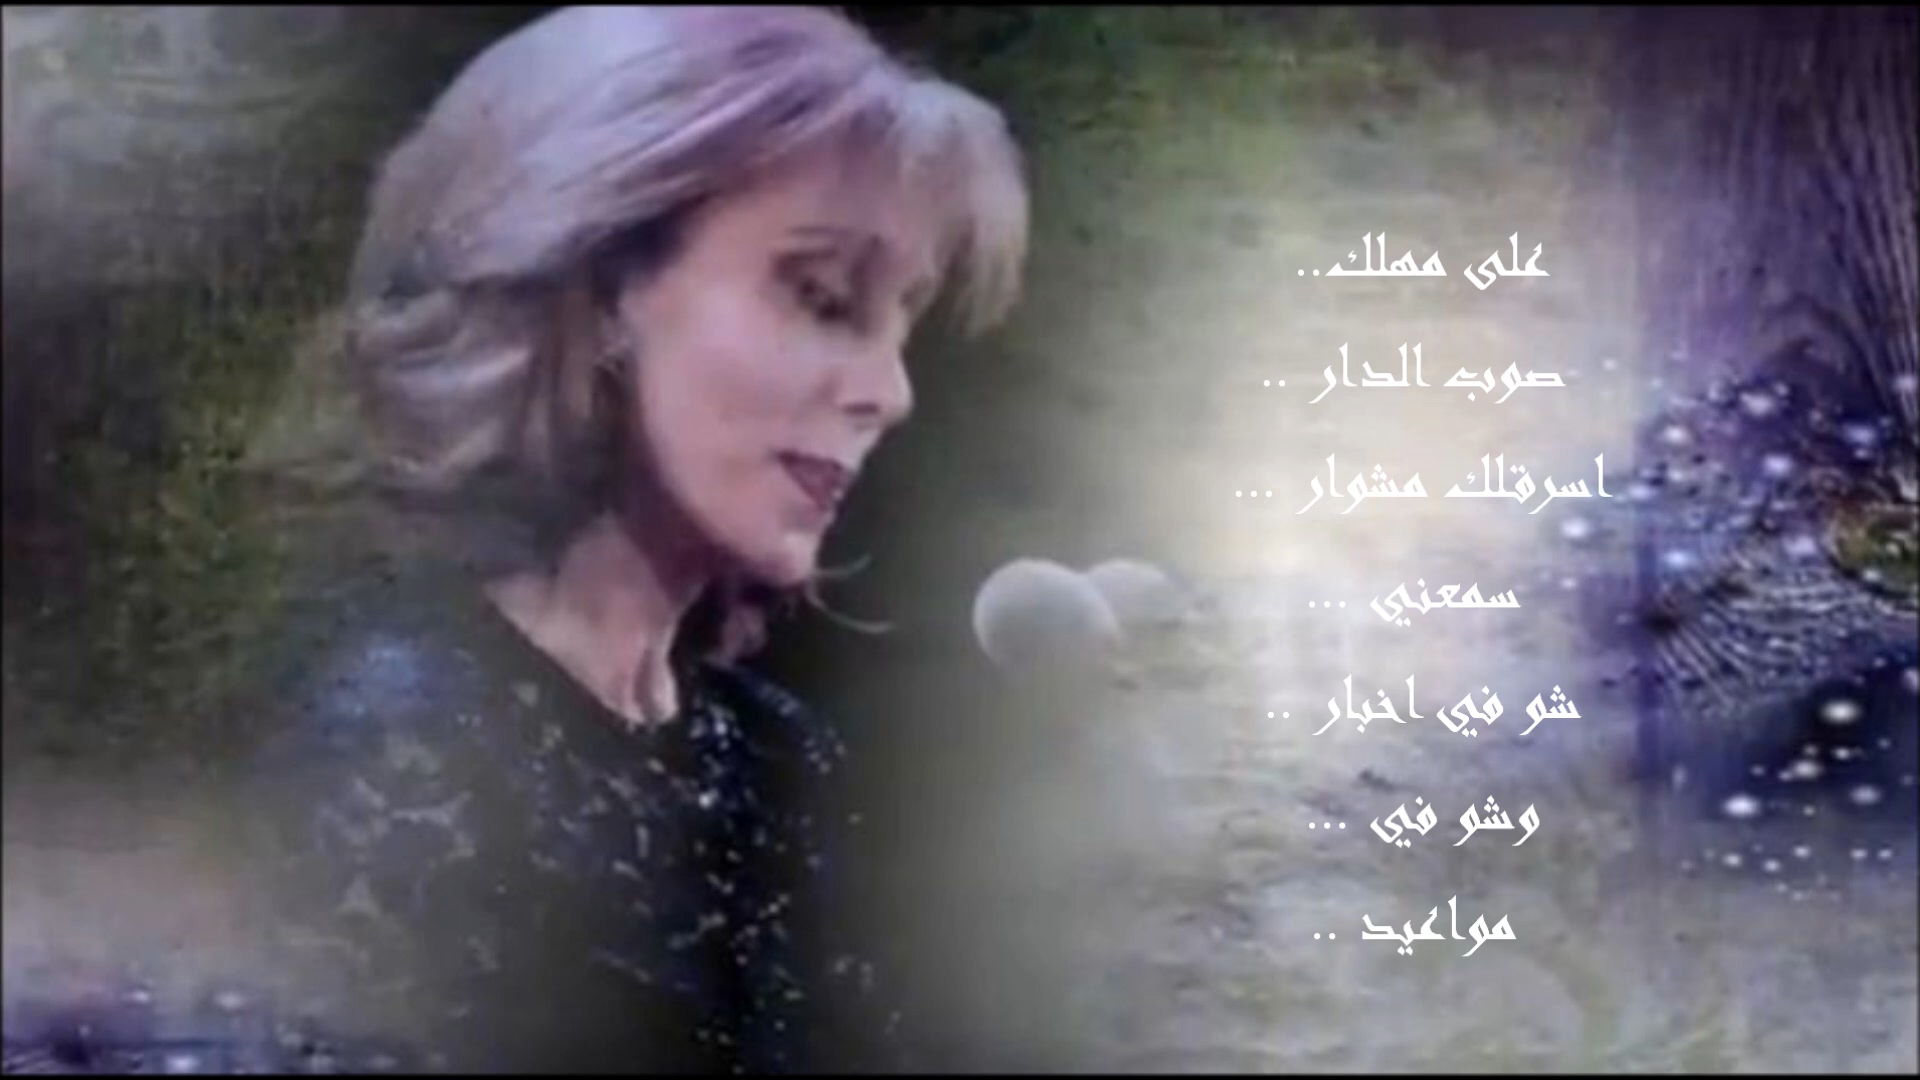 على مهلك..
صوب الدار ..
اسرقلك مشوار ...
سمعني ...
شو في اخبار ..
وشو في ...
مواعيد ..